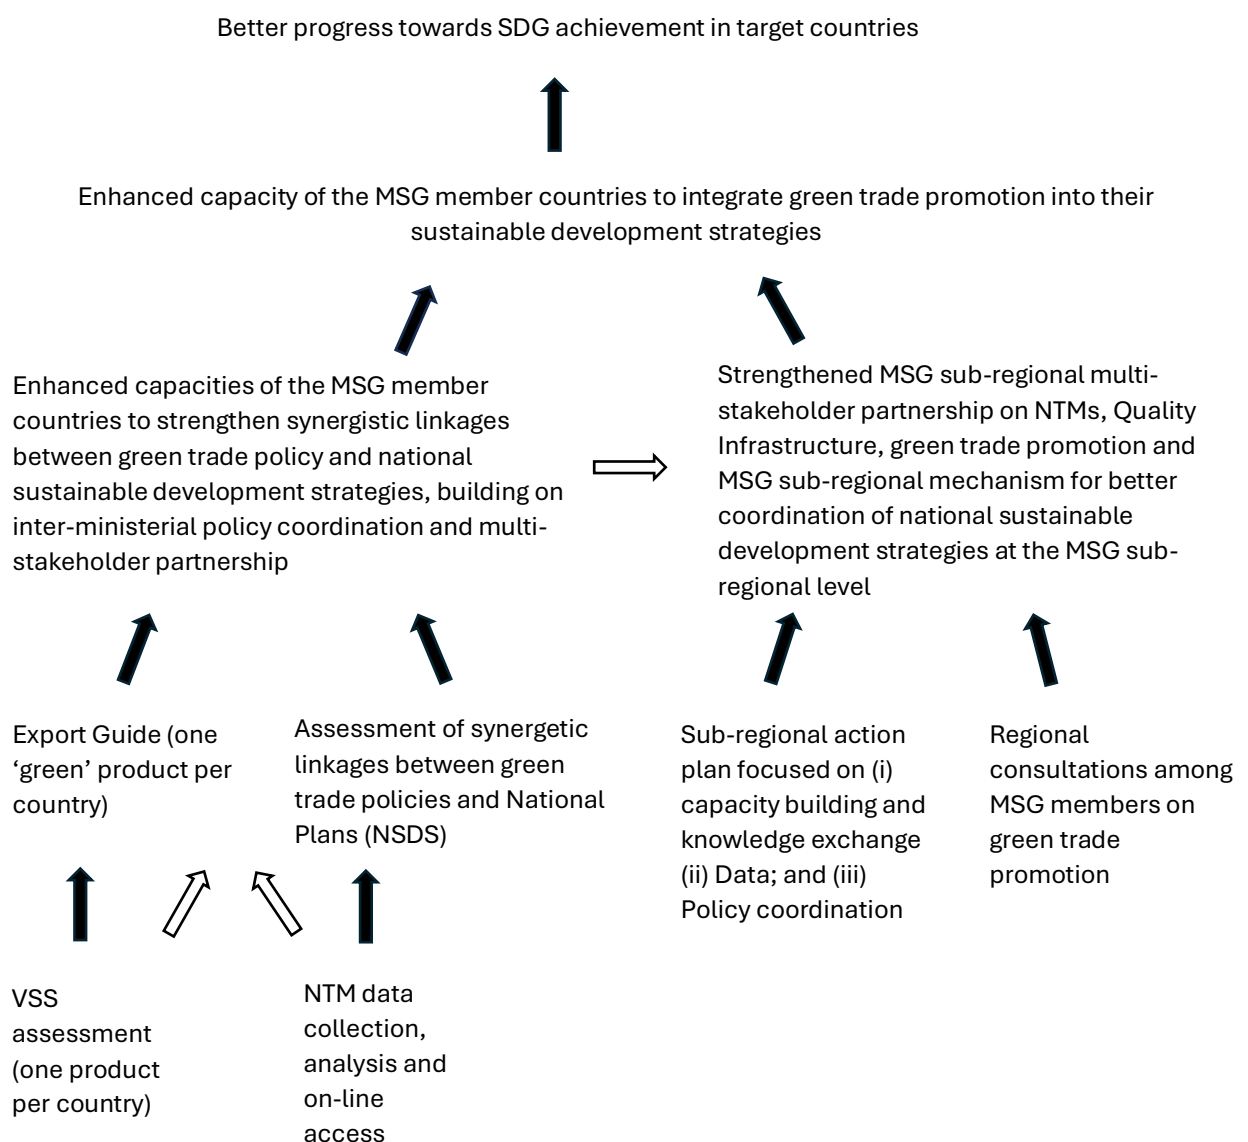 Better progress towards SDG achievement in target countries
Enhanced capacity of the MSG member countries to integrate green trade promotion into their
sustainable development strategies
Enhanced capacities of the MSG member
countries to strengthen synergistic linkages
between green trade policy and national
sustainable development strategies, building on
inter-ministerial policy coordination and multi-
stakeholder partnership
Strengthened MSG sub-regional multi-
stakeholder partnership on NTMs, Quality
Infrastructure, green trade promotion and
MSG sub-regional mechanism for better
coordination of national sustainable
development strategies at the MSG sub-
regional level
Export Guide (one
‘green’ product per
country)
Assessment of synergetic
linkages between green
trade policies and National
Plans (NSDS)
Sub-regional action
plan focused on (i)
capacity building and
knowledge exchange
(ii) Data; and (iii)
Policy coordination
Regional
consultations among
MSG members on
green trade
promotion
VSS
assessment
(one product
per country)
NTM data
collection,
analysis and
on-line
access